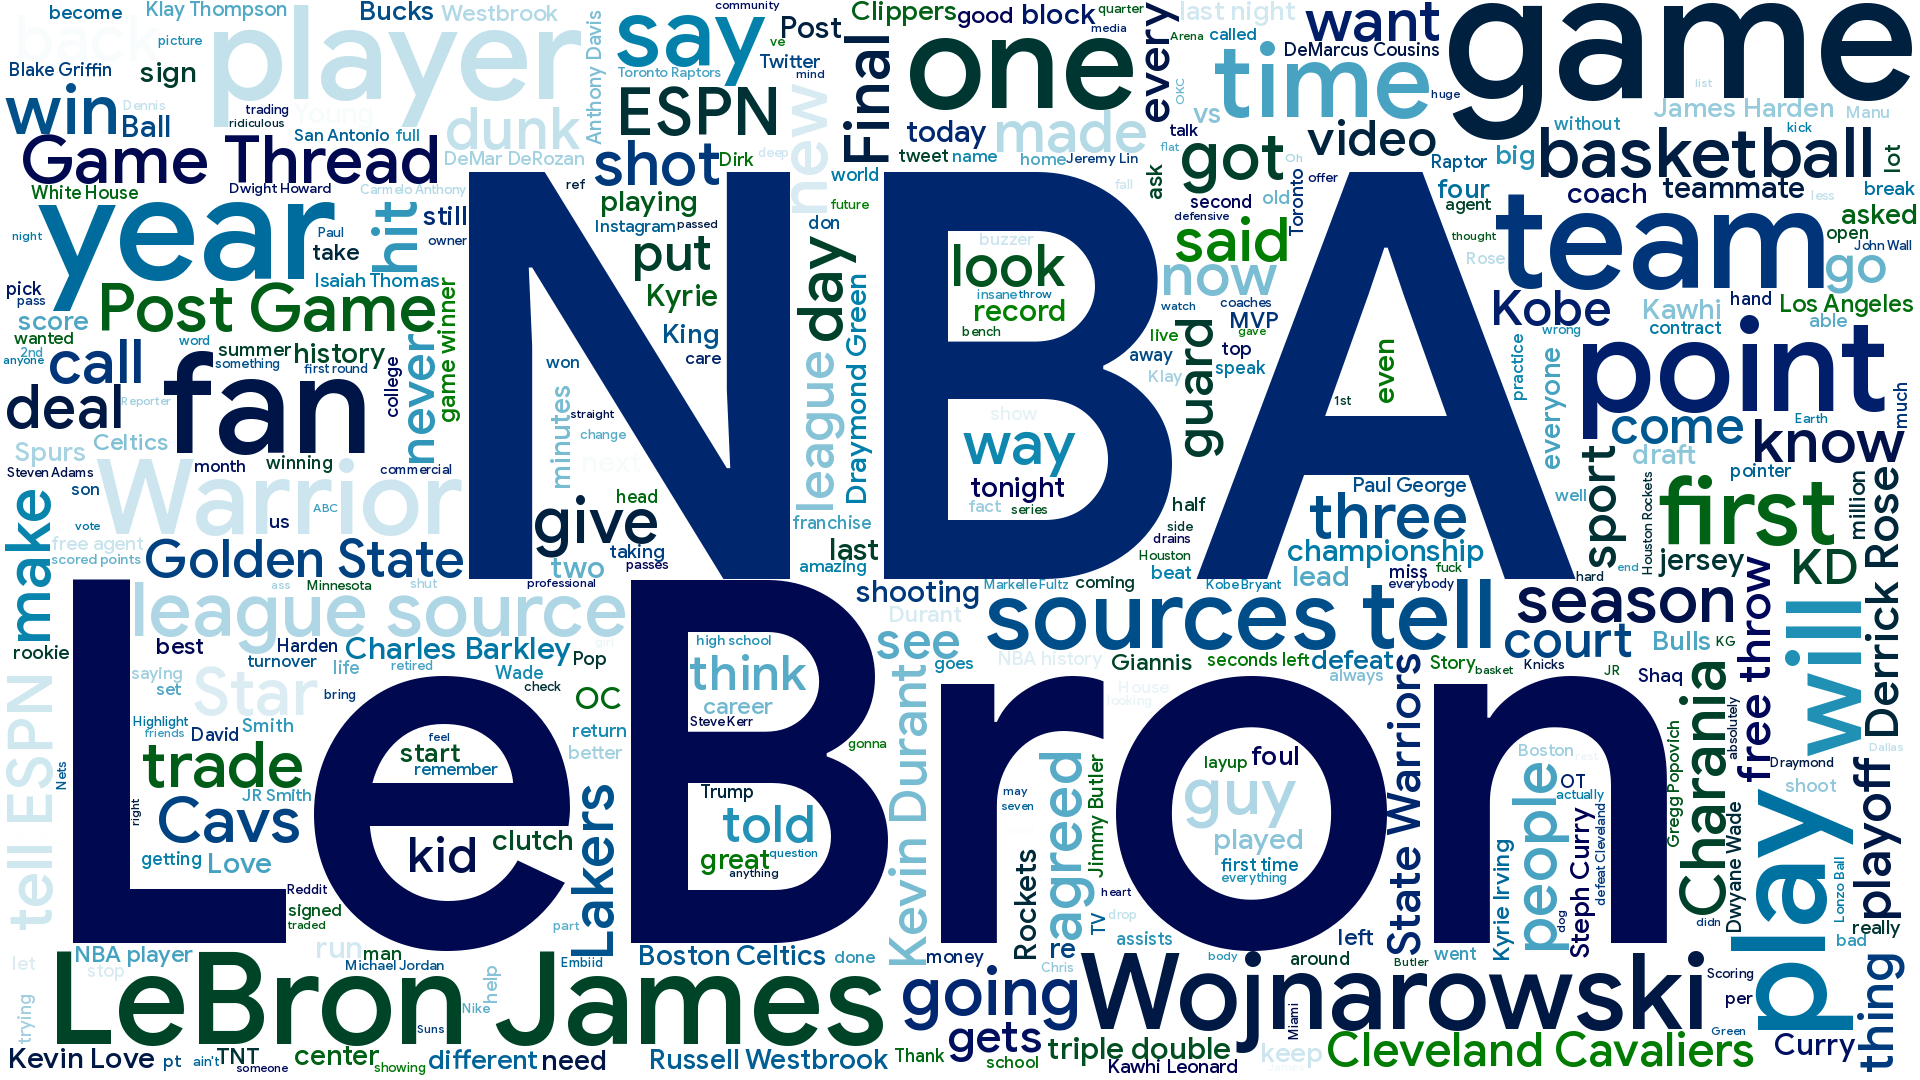 back
become
Klay Thompson
Bucks
Westbrook
community
Clippers
good
block
quarter
last night
want
game
picture
player
say
Post
Final
one
media
every
Arena
called
time
DeMarcus Cousins
Blake Griffin
sign
Anthony Davis
Toronto Raptors
ve
Twitter
mind
OKC
huge
list
win
Dennis
trading
ridiculous
Young
Ball
San Antonio
full
dunk
ESPN
new
today
made
vs
James Harden
Manu
without
kick
Game Thread
DeMar DeRozan
shot
Dirk
deep
tweet
name
home
Jeremy Lin
talk
flat
got
Oh
video
Raptor
big
basketball
lot
White House
Dwight Howard
Carmelo Anthony
ref
world
fall
ask
offer
four
coach
teammate
less
break
year
hit
still
playing
future
NBA
second
old
Toronto
agent
team
asked
night
Paul
take
owner
Instagram
passed
don
defensive
said
thought
open
John Wall
put
day
look
buzzer
now
Rose
go
pick
pass
Isaiah Thomas
Kyrie
insane
throw
record
bench
watch
coaches
MVP
gave
Kobe
Kawhi
hand
Los Angeles
score
Post Game
game winner
King
Draymond Green
live
guard
wrong
contract
able
wanted
2nd
anyone
word
summer
something
history
first round
never
won
care
league
away
top
speak
Klay
even
practice
everyone
point
call
college
deal
Reporter
fan
minutes
straight
change
show
way
1st
Earth
much
come
know
Spurs
Celtics
Steven Adams
month
winning
commercial
next
tonight
sport
draft
pointer
son
Warrior
ABC
us
head
give
fact
series
half
Paul George
well
Houston Rockets
first
million
Derrick Rose
make
vote
free agent
scored points
Golden State
taking
two
passes
franchise
last
amazing
side
drains
Houston
beat
three
championship
lead
miss
fuck
everybody
hard
end
jersey
KD
ass
Minnesota
shut
professional
shooting
Markelle Fultz
coming
Kobe Bryant
tell ESPN
rookie
league source
LeBron
Durant
sources tell
season
free throw
will
best
Harden
turnover
Charles Barkley
girl
Pop
high school
see
goes
NBA history
Giannis
seconds left
defeat
always
court
Story
basket
Knicks
Bulls
KG
JR
Shaq
saying
set
life
retired
Star
bring
Wade
check
OC
think
career
Steve Kerr
Kevin Durant
House
looking
State Warriors
Charania
Highlight
friends
David
Smith
feel
return
better
gonna
Boston
rest
Gregg Popovich
absolutely
Dallas
Draymond
Nets
trade
start
remember
agreed
Jimmy Butler
layup
foul
people
OT
actually
shoot
playoff
right
JR Smith
Trump
may
seven
guy
Cavs
kid
clutch
Lakers
told
great
question
anything
played
first time
everything
Kyrie Irving
Steph Curry
dog
defeat Cleveland
Dwyane Wade
play
Lonzo Ball
getting
Love
Reddit
signed
traded
Rockets
heart
TV
drop
didn
really
bad
part
let
NBA player
stop
run
man
Michael Jordan
Embiid
Boston Celtics
done
money
re
assists
Chris
body
around
left
Butler
went
Scoring
thing
trying
LeBron James
Nike
help
Suns
going
Wojnarowski
Miami
per
Green
Kevin Love
pt
ain't
TNT
someone
center
showing
different
need
Russell Westbrook
Thank
gets
school
triple double
Kawhi Leonard
keep
James
Cleveland Cavaliers
Curry